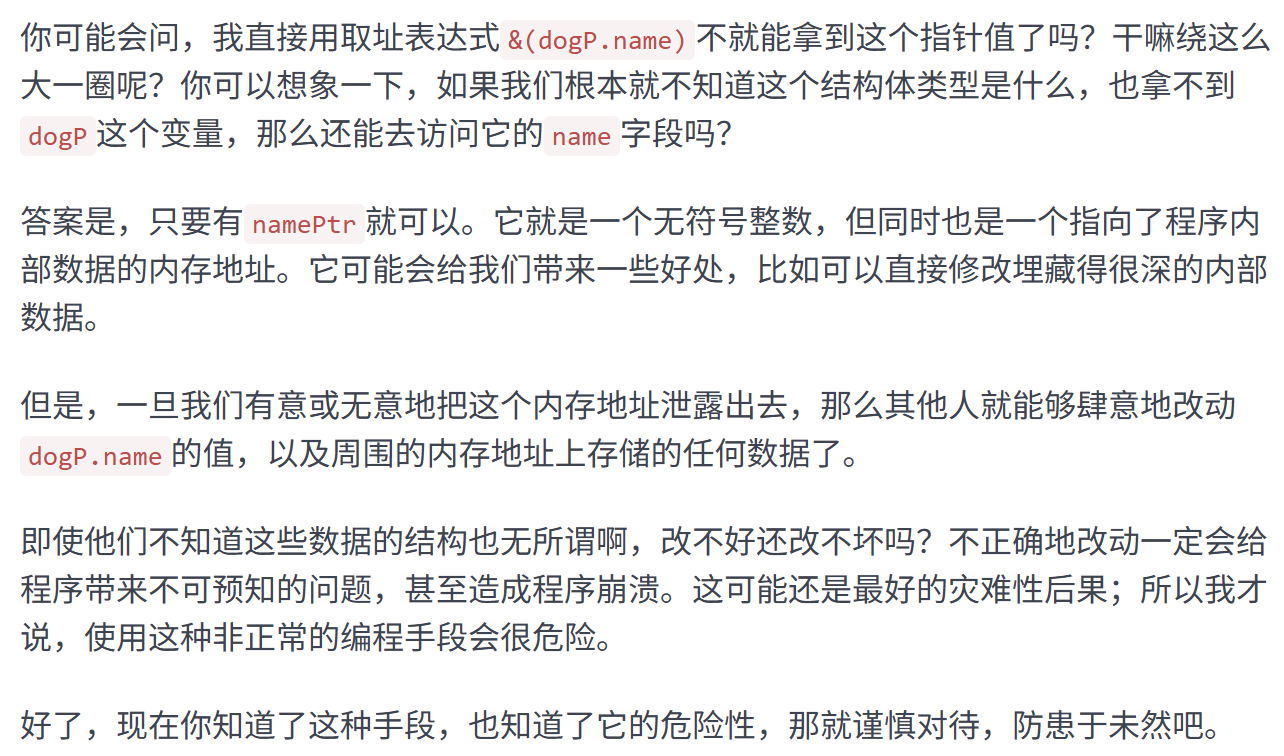 你可能会问，我直接用取址表达式&(dogP.name)不就能拿到这个指针值了吗？干嘛绕这么
大一圈呢？你可以想象一下，如果我们根本就不知道这个结构体类型是什么，也拿不到
dogP这个变量，那么还能去访问它的name字段吗？
答案是，只要有namePtr就可以。它就是一个无符号整数，但同时也是一个指向了程序内
部数据的内存地址。它可能会给我们带来一些好处，比如可以直接修改埋藏得很深的内部
数据。
但是，一旦我们有意或无意地把这个内存地址泄露出去，那么其他人就能够肆意地改动
dogP.name的值，以及周围的内存地址上存储的任何数据了。
即使他们不知道这些数据的结构也无所谓啊，改不好还改不坏吗？不正确地改动一定会给
程序带来不可预知的问题，甚至造成程序崩溃。这可能还是最好的灾难性后果；所以我才
说，使用这种非正常的编程手段会很危险。
好了，现在你知道了这种手段，也知道了它的危险性，那就谨慎对待，防患于未然吧。